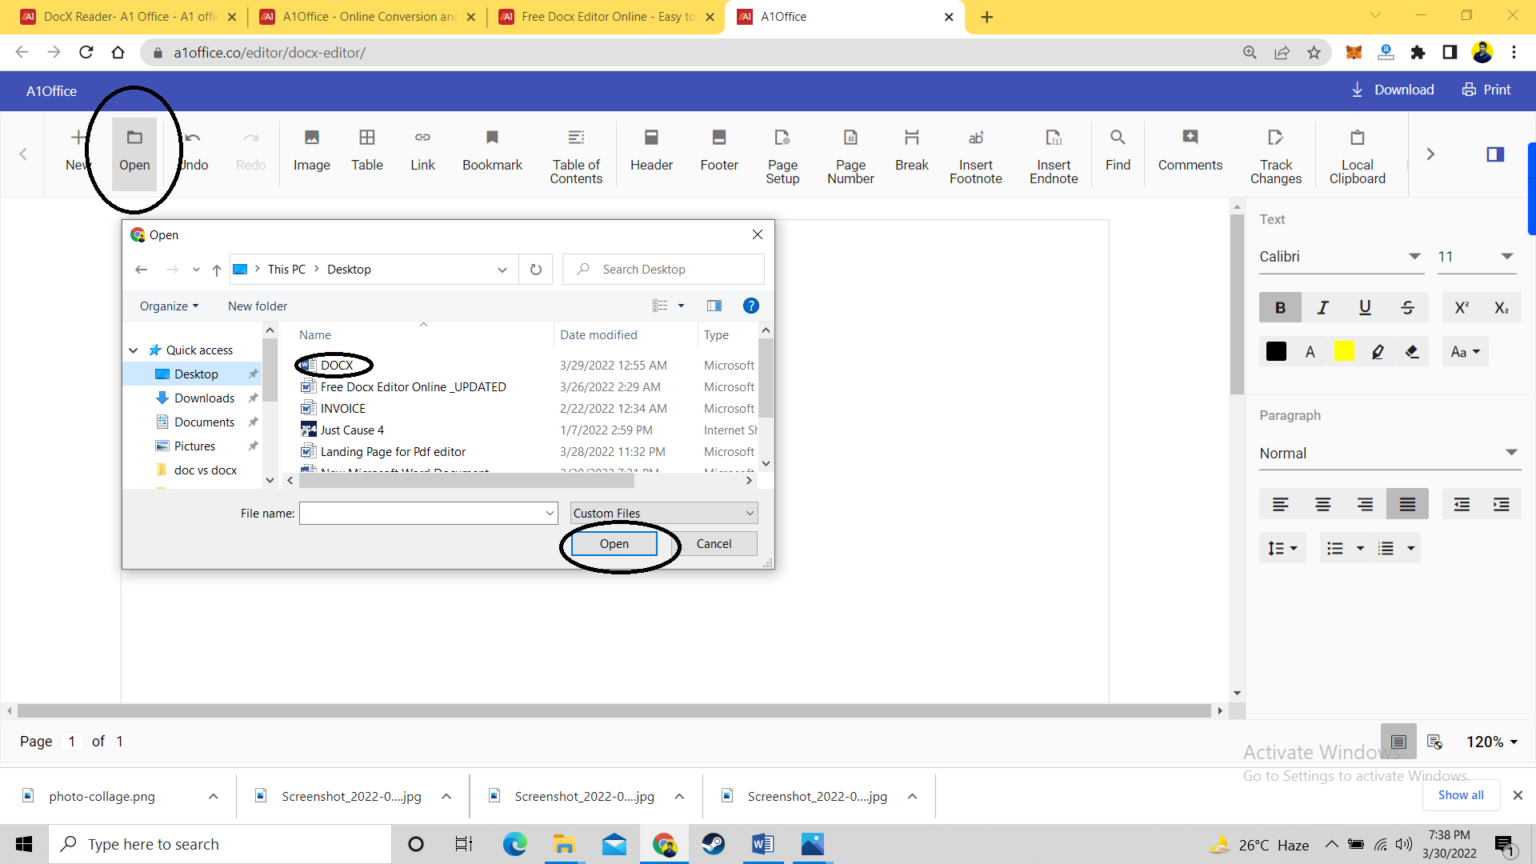 DocX Reader- A1 Office - A1 offi
A1Office - Online Conversion an
Free Docx Editor Online - Easy to
A1Office
a1office.co/editor/docx-editor/
A1Office
Download
Print
New
Open
Undo
Redo
Image
Table
Link
Bookmark
Table of
Contents
Header
Footer
Page
Setup
Page
Number
Break
Insert
Footnote
Insert
Endnote
Find
Comments
Track
Changes
Local
Clipboard
Open
This PC > Desktop
Search Desktop
Organize
New folder
Name
Date modified
Type
Quick access
Desktop
Downloads
Documents
Pictures
doc vs docx
DOCX 3/29/2022 12:55 AM Microsoft
Free Docx Editor Online _UPDATED 3/26/2022 2:29 AM Microsoft
INVOICE 2/22/2022 12:34 AM Microsoft
Just Cause 4 1/7/2022 2:59 PM Internet Sh
Landing Page for Pdf editor 3/28/2022 11:32 PM Microsoft
New Microsoft Word Document
File name:
Custom Files
Open
Cancel
Text
Calibri
11
B I U S X² X₂
A
Aa
Paragraph
Normal
Page 1 of 1
120%
Activate Windows
Go to Settings to activate Windows.
photo-collage.png
Screenshot_2022-0....jpg
Screenshot_2022-0....jpg
Screenshot_2022-0....jpg
Show all
Type here to search
26°C Haze
7:38 PM
3/30/2022
1